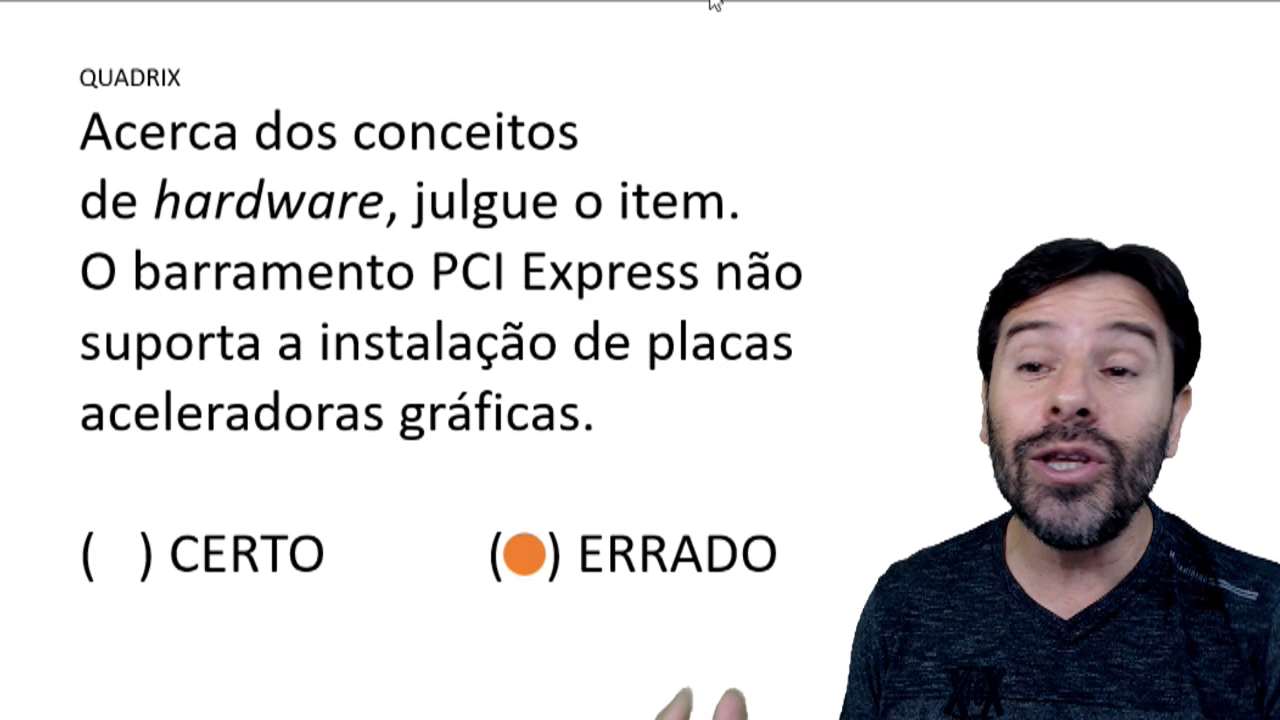 QUADRIX
Acerca dos conceitos
de hardware, julgue o item.
O barramento PCI Express não
suporta a instalação de placas
aceleradoras gráficas.
( ) CERTO ( ) ERRADO